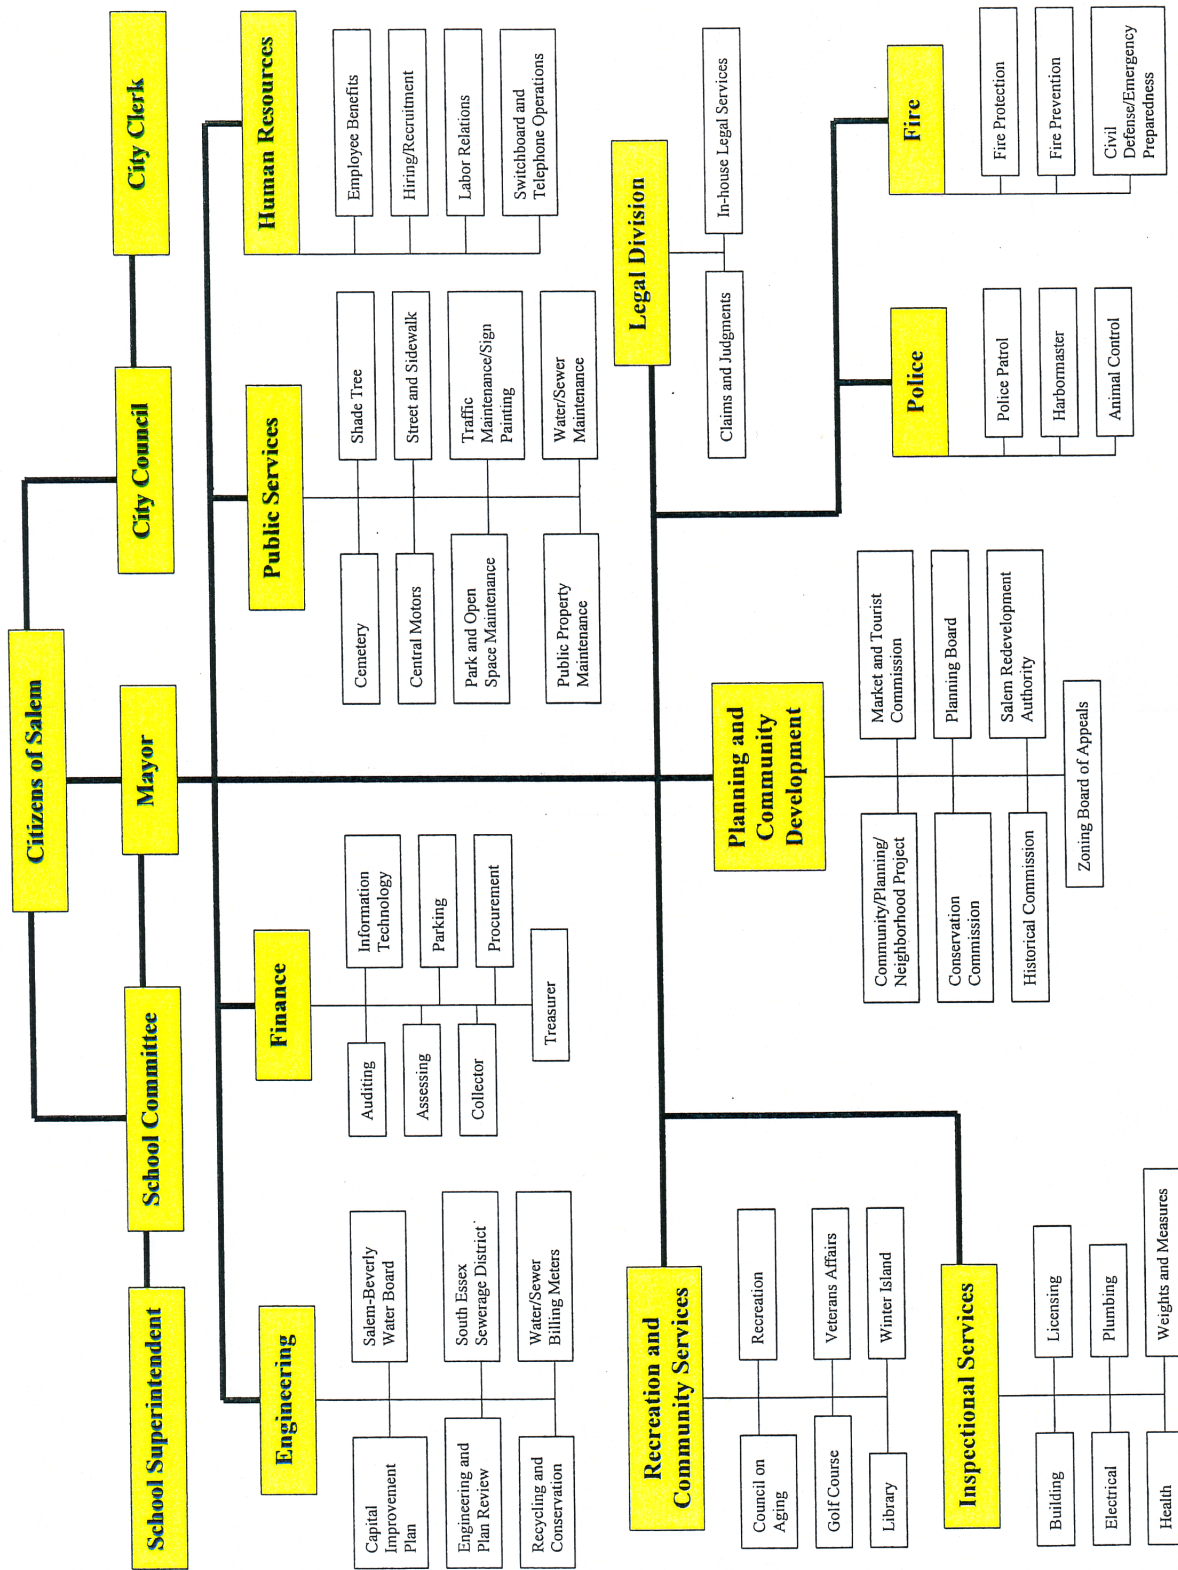 Citizens of Salem
School Superintendent
School Committee
Mayor
City Council
City Clerk
Engineering
Capital
Improvement
Plan
Salem-Beverly
Water Board
Engineering and
Plan Review
South Essex
Sewerage District
Recycling and
Conservation
Water/Sewer
Billing Meters
Finance
Auditing
Information
Technology
Assessing
Parking
Collector
Procurement
Treasurer
Public Services
Cemetery
Shade Tree
Central Motors
Street and Sidewalk
Park and Open
Space Maintenance
Traffic
Maintenance/Sign
Painting
Public Property
Maintenance
Water/Sewer
Maintenance
Human Resources
Employee Benefits
Hiring/Recruitment
Labor Relations
Switchboard and
Telephone Operations
Recreation and
Community Services
Council on
Aging
Recreation
Golf Course
Veterans Affairs
Library
Winter Island
Legal Division
Claims and Judgments
In-house Legal Services
Planning and
Community
Development
Community/Planning/
Neighborhood Project
Market and Tourist
Commission
Conservation
Commission
Planning Board
Historical Commission
Salem Redevelopment
Authority
Zoning Board of Appeals
Inspectional Services
Building
Licensing
Electrical
Plumbing
Health
Weights and Measures
Police
Police Patrol
Harbormaster
Animal Control
Fire
Fire Protection
Fire Prevention
Civil
Defense/Emergency
Preparedness